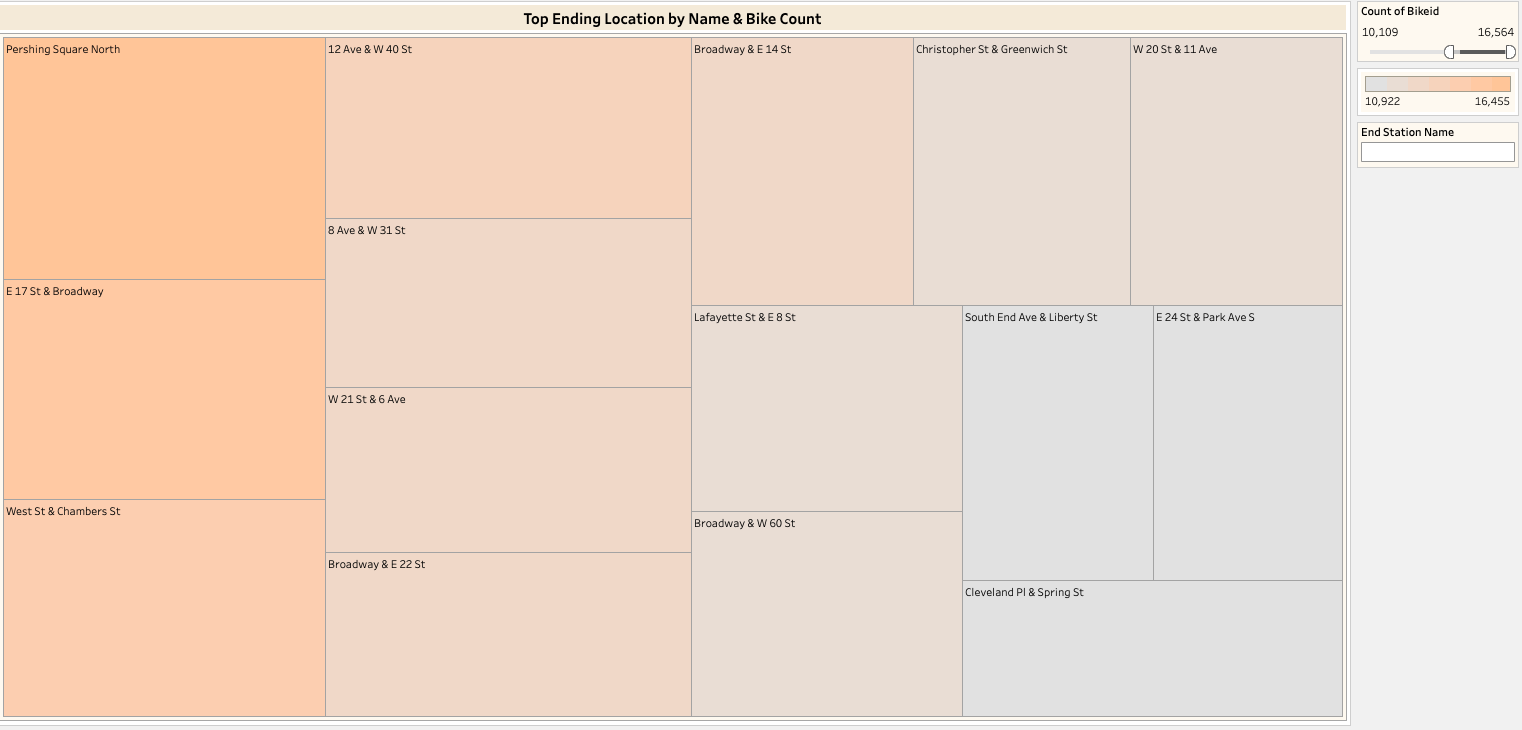 Top Ending Location by Name & Bike Count
Pershing Square North
E 17 St & Broadway
West St & Chambers St
12 Ave & W 40 St
8 Ave & W 31 St
W 21 St & 6 Ave
Broadway & E 22 St
Broadway & E 14 St
Christopher St & Greenwich St
W 20 St & 11 Ave
Lafayette St & E 8 St
Broadway & W 60 St
South End Ave & Liberty St
E 24 St & Park Ave S
Cleveland Pl & Spring St
Count of Bikeid
10,109 16,564
10,922 16,455
End Station Name